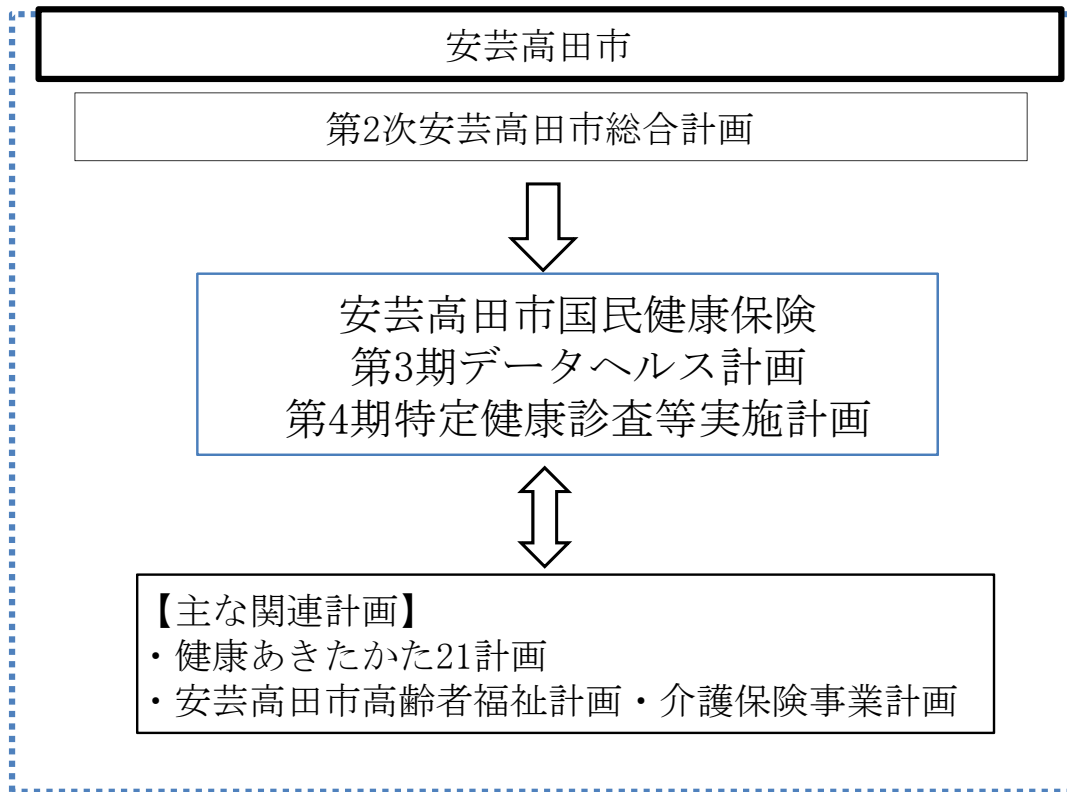 安芸高田市
第2次安芸高田市総合計画
安芸高田市国民健康保険
第3期データヘルス計画
第4期特定健康診査等実施計画
【主な関連計画】
・健康あきたかた21計画
・安芸高田市高齢者福祉計画・介護保険事業計画